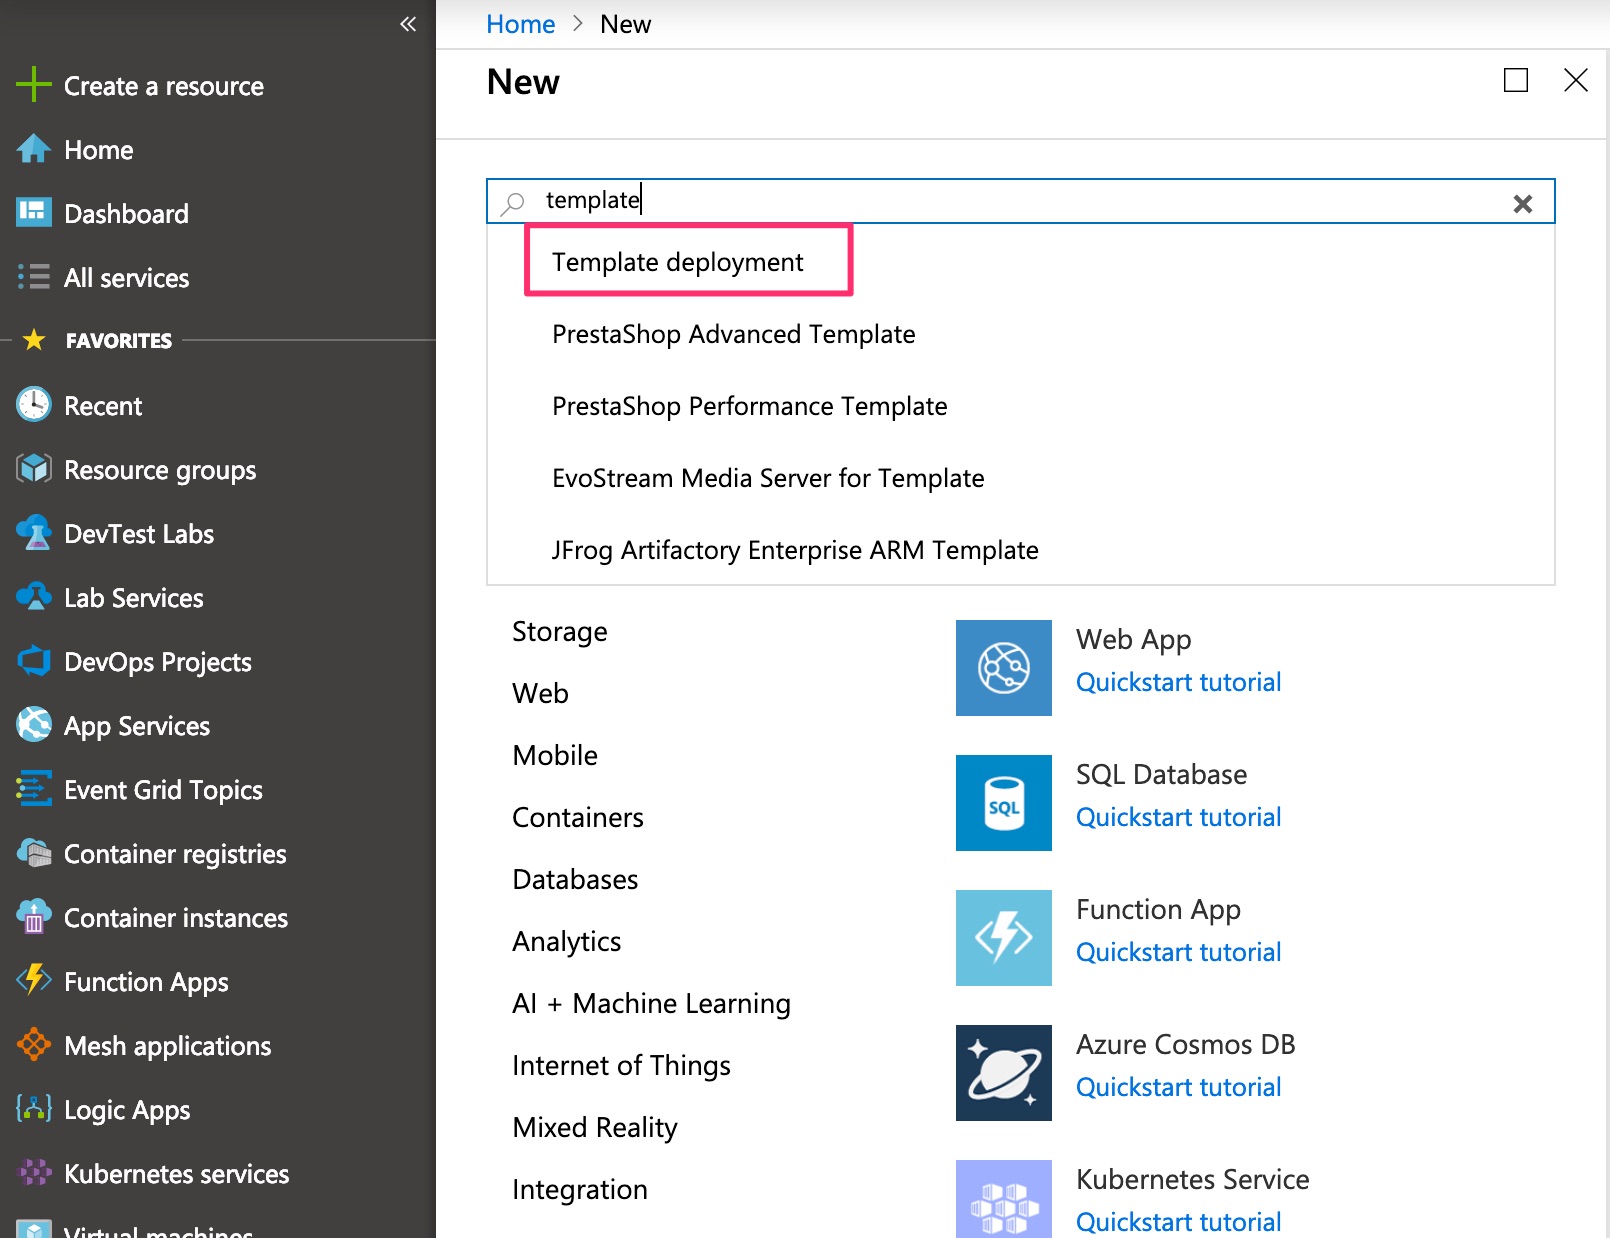 Create a resource
Home
Dashboard
All services
FAVORITES
Recent
Resource groups
DevTest Labs
Lab Services
DevOps Projects
App Services
Event Grid Topics
Container registries
Container instances
Function Apps
Mesh applications
Logic Apps
Kubernetes services
Virtual machines
Home > New
New
template
Template deployment
PrestaShop Advanced Template
PrestaShop Performance Template
EvoStream Media Server for Template
JFrog Artifactory Enterprise ARM Template
Storage
Web
Mobile
Containers
Databases
Analytics
AI + Machine Learning
Internet of Things
Mixed Reality
Integration
Web App
Quickstart tutorial
SQL
SQL Database
Quickstart tutorial
Function App
Quickstart tutorial
Azure Cosmos DB
Quickstart tutorial
Kubernetes Service
Quickstart tutorial